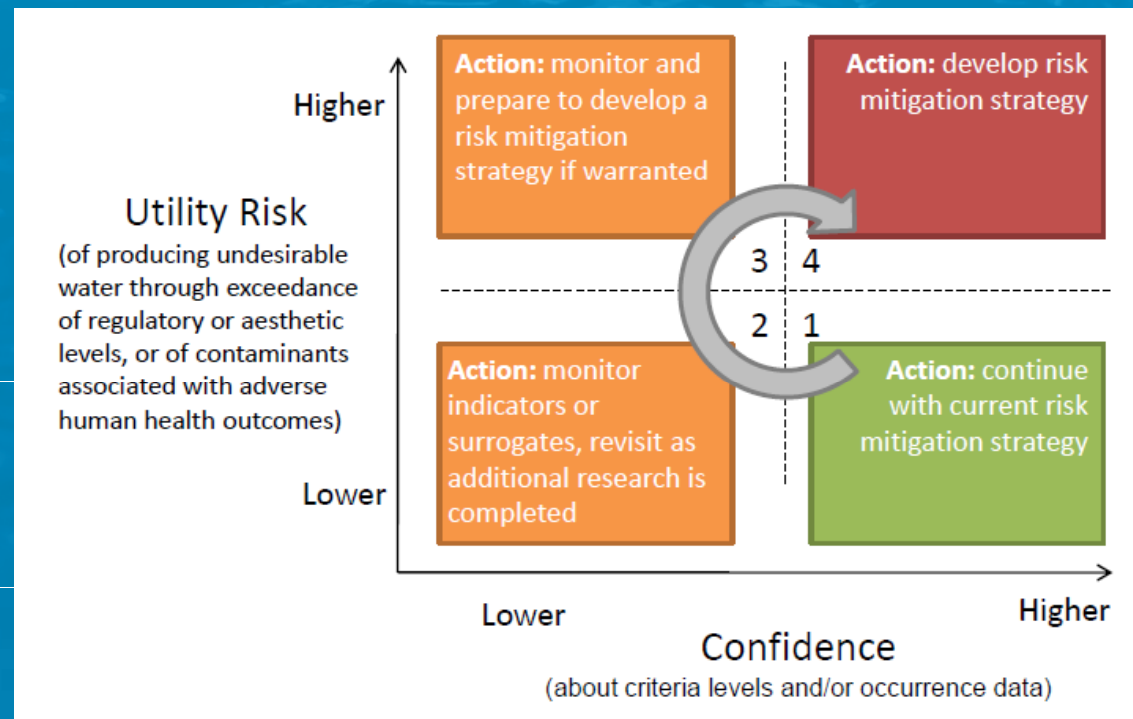 Higher
Utility Risk
(of producing undesirable
water through exceedance
of regulatory or aesthetic
levels, or of contaminants
associated with adverse
human health outcomes)
Lower
Action: monitor and
prepare to develop a
risk mitigation
strategy if warranted
Action: develop risk
mitigation strategy
3 4
2 1
Action: monitor
indicators or
surrogates, revisit as
additional research is
completed
Action: continue
with current risk
mitigation strategy
Lower
Higher
Confidence
(about criteria levels and/or occurrence data)